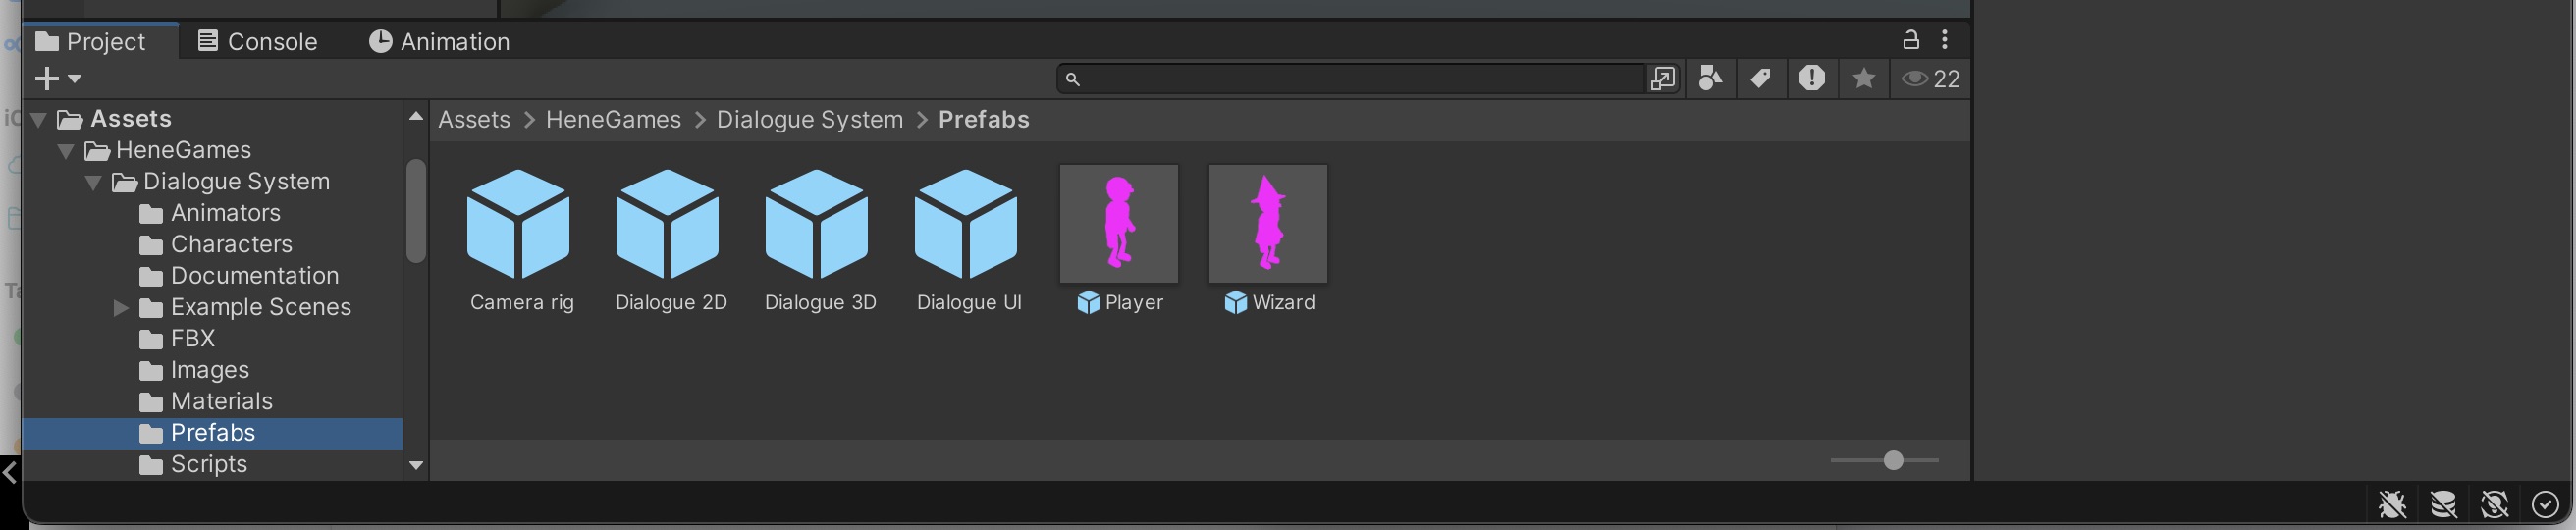 Project
Console
Animation
22
Assets
HeneGames
Dialogue System
Animators
Characters
Documentation
Example Scenes
FBX
Images
Materials
Prefabs
Scripts
Assets > HeneGames > Dialogue System > Prefabs
Camera rig
Dialogue 2D
Dialogue 3D
Dialogue UI
Player
Wizard